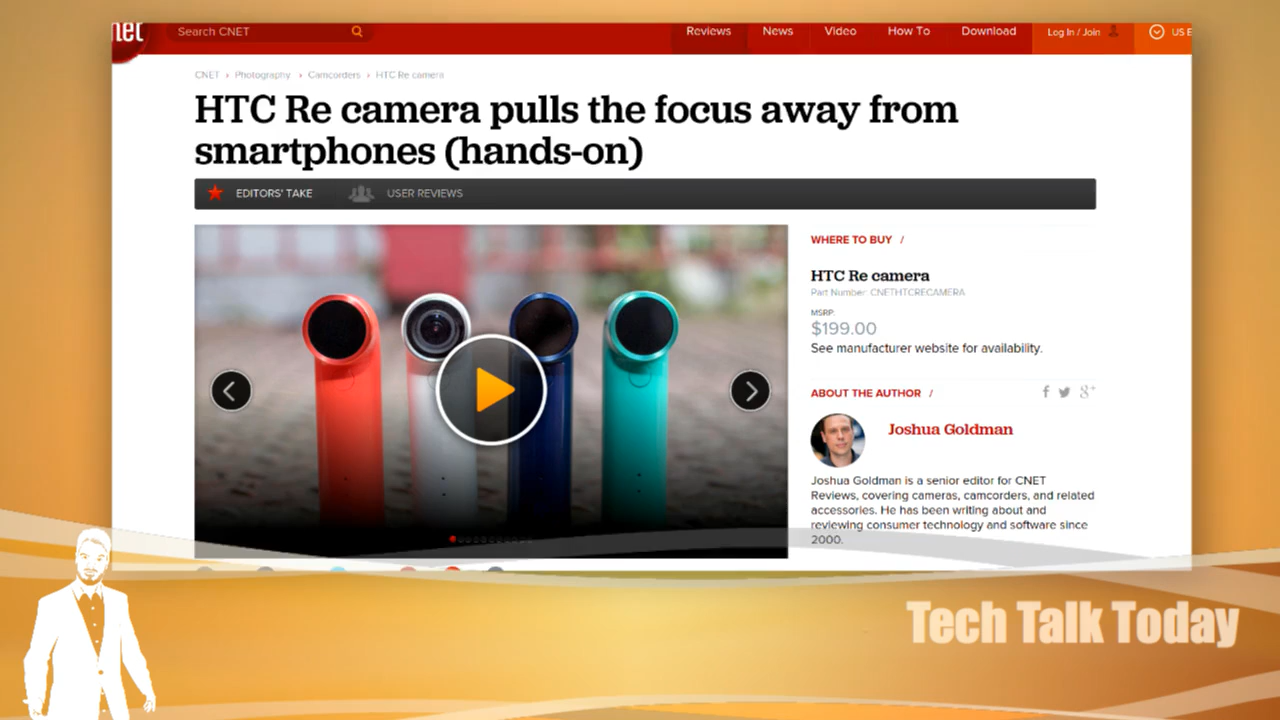 net
Search CNET
Reviews News Video How To Download Log In / Join US E
CNET › Photography › Camcorders › HTC Re camera
HTC Re camera pulls the focus away from
smartphones (hands-on)
EDITORS' TAKE USER REVIEWS
WHERE TO BUY /
HTC Re camera
Part Number: CNETHTCRECAMERA
MSRP:
$199.00
See manufacturer website for availability.
ABOUT THE AUTHOR /
Joshua Goldman
Joshua Goldman is a senior editor for CNET
Reviews, covering cameras, camcorders, and related
accessories. He has been writing about and
reviewing consumer technology and software since
2000.
Tech Talk Today